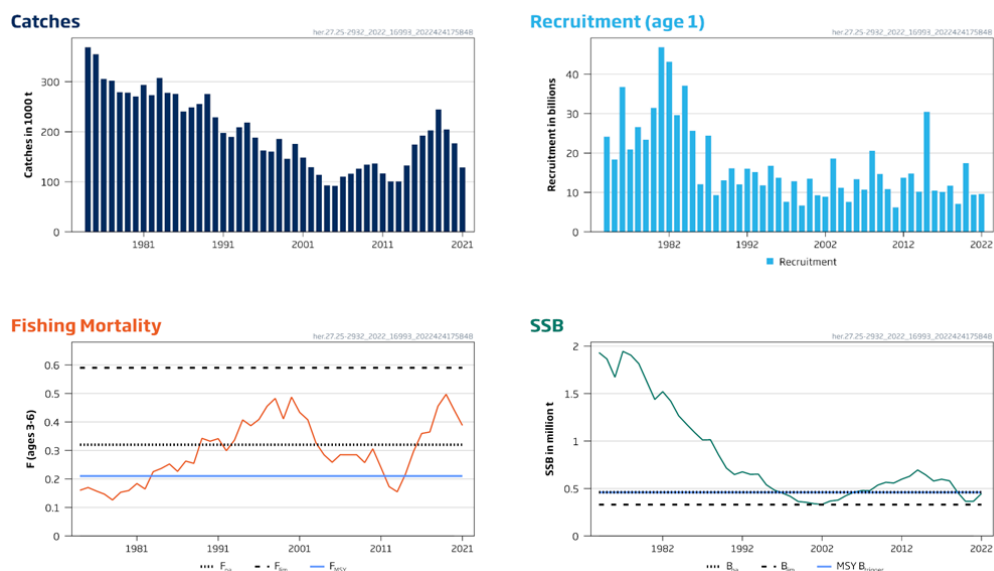 Catches
her.27.25-2932_2022_16993_2022424175848
Catches in 1000 t
300
200
100
0
1981
1991
2001
2011
2021
Recruitment (age 1)
her.27.25-2932_2022_16993_2022424175848
Recruitment in billions
40
30
20
10
0
1982
1992
2002
2012
2022
Recruitment
Fishing Mortality
her.27.25-2932_2022_16993_2022424175848
F (ages 3-6)
0.6
0.5
0.4
0.3
0.2
0.1
0
1981
1991
2001
2011
2021
F
F
F MSY
SSB
her.27.25-2932_2022_16993_2022424175848
SSB in million t
2
1.5
1
0.5
0
1982
1992
2002
2012
2022
B
B
MSY B